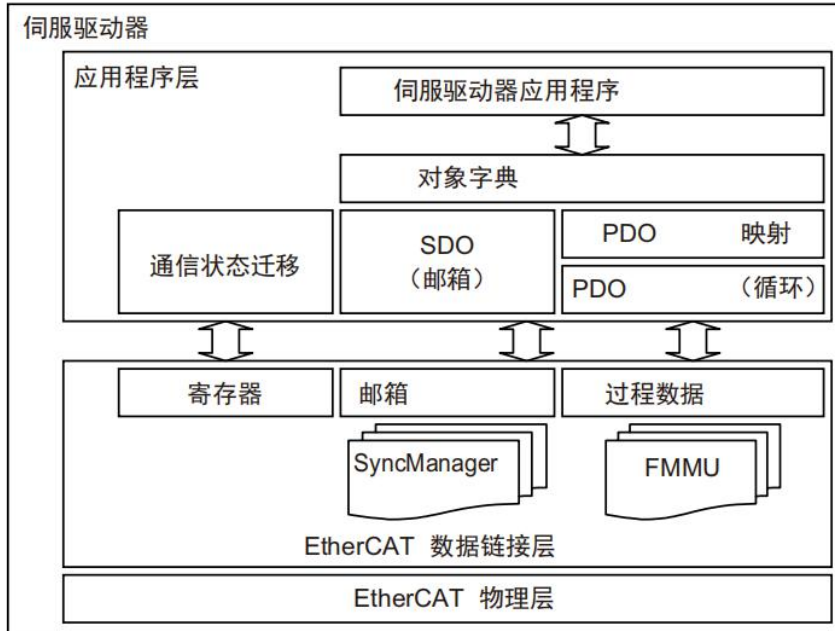 伺服驱动器
应用程序层
伺服驱动器应用程序
对象字典
通信状态迁移
SDO
（邮箱）
PDO 映射
PDO （循环）
寄存器
邮箱
过程数据
SyncManager
FMMU
EtherCAT 数据链接层
EtherCAT 物理层